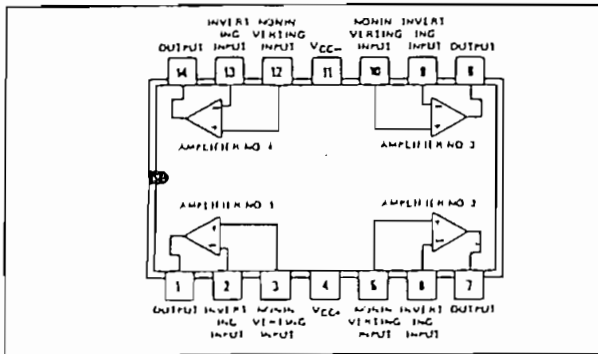 INVERT NONIN NONIN INVERT
ING VERTING VERTING ING
OUTPUT INPUT INPUT VCC- INPUT INPUT OUTPUT
14 13 12 11 10 9 8
- + + -
AMPLIFIER NO 4 AMPLIFIER NO 3
AMPLIFIER NO 1 AMPLIFIER NO 2
+ - + -
1 2 3 4 5 6 7
OUTPUT INVERT NONIN VCC+ NONIN INVERT OUTPUT
ING VERTING VERTING ING
INPUT INPUT INPUT INPUT